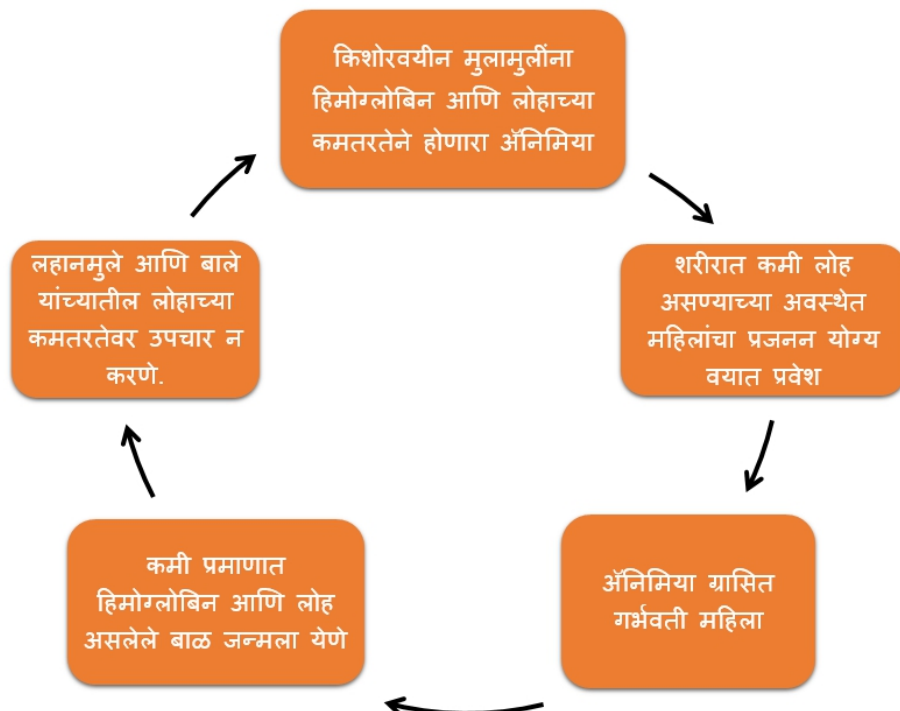 किशोरवयीन मुलामुलींना
हिमोग्लोबिन आणि लोहाच्या
कमतरतेने होणारा ॲनिमिया
शरीरात कमी लोह
असण्याच्या अवस्थेत
महिलांचा प्रजनन योग्य
वयात प्रवेश
ॲनिमिया ग्रासित
गर्भवती महिला
कमी प्रमाणात
हिमोग्लोबिन आणि लोह
असलेले बाळ जन्मला येणे
लहानमुले आणि बाले
यांच्यातील लोहाच्या
कमतरतेवर उपचार न
करणे.